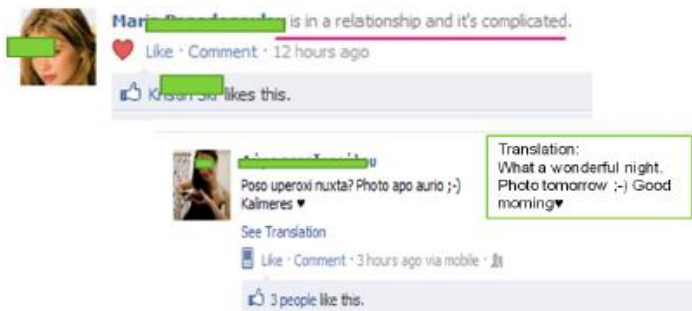 is in a relationship and it's complicated.
Like · Comment · 12 hours ago
likes this.
Poso uperoxi nuxta? Photo apo aurio ;-)
Kalimeres ♥
See Translation
Like · Comment · 3 hours ago via mobile ·
3 people like this.
Translation:
What a wonderful night.
Photo tomorrow ;-) Good
morning♥